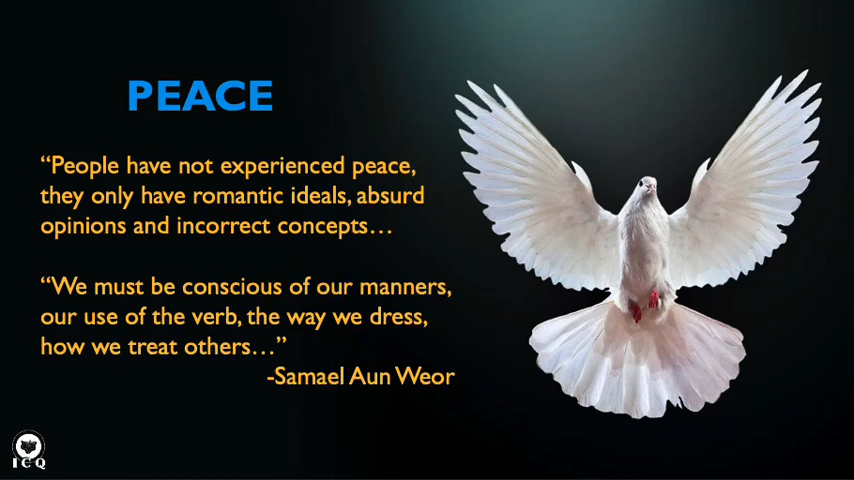 PEACE
“People have not experienced peace,
they only have romantic ideals, absurd
opinions and incorrect concepts…
“We must be conscious of our manners,
our use of the verb, the way we dress,
how we treat others…”
-Samael Aun Weor
ICQ